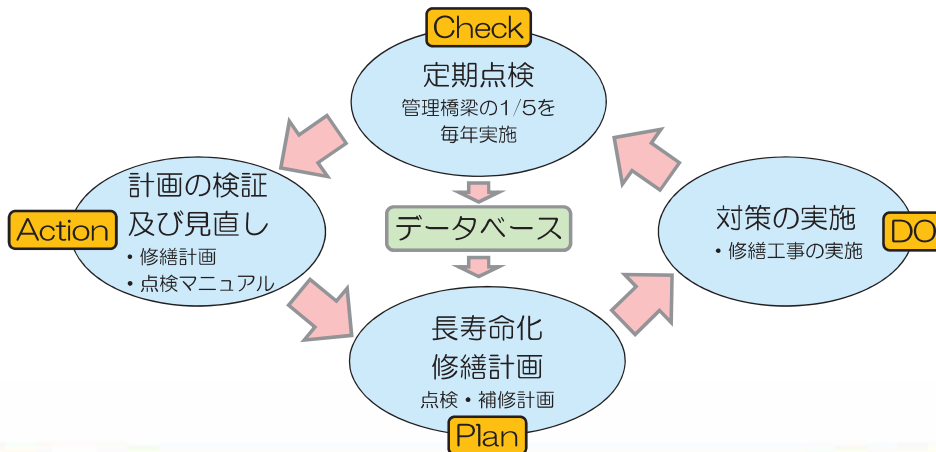 Check
定期点検
管理橋梁の1/5を
毎年実施
Action
計画の検証
及び見直し
・修繕計画
・点検マニュアル
データベース
対策の実施
・修繕工事の実施
DO
長寿命化
修繕計画
点検・補修計画
Plan